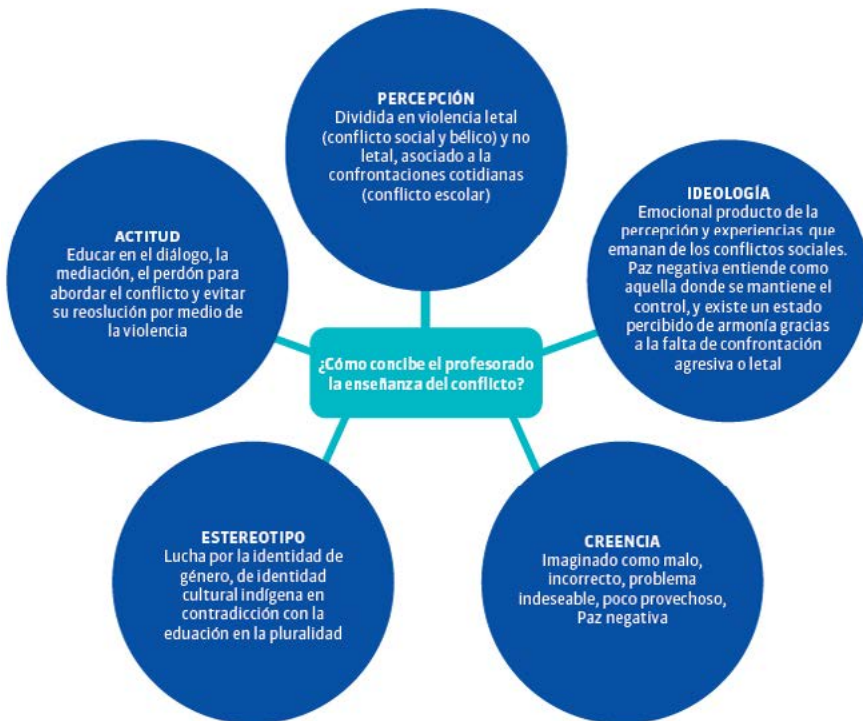 PERCEPCIÓN
Dividida en violencia letal
(conflicto social y bélico) y no
letal, asociado a la
confrontaciones cotidianas
(conflicto escolar)
IDEOLOGÍA
Emocional producto de la
percepción y experiencias que
emanan de los conflictos sociales.
Paz negativa entiende como
aquella donde se mantiene el
control, y existe un estado
percibido de armonía gracias
a la falta de confrontación
agresiva o letal
ACTITUD
Educar en el diálogo, la
mediación, el perdón para
abordar el conflicto y evitar
su reoslución por medio de
la violencia
¿Cómo concibe el profesorado
la enseñanza del conflicto?
ESTEREOTIPO
Lucha por la identidad de
género, de identidad
cultural indígena en
contradicción con la
eduación en la pluralidad
CREENCIA
Imaginado como malo,
incorrecto, problema
indeseable, poco provechoso,
Paz negativa